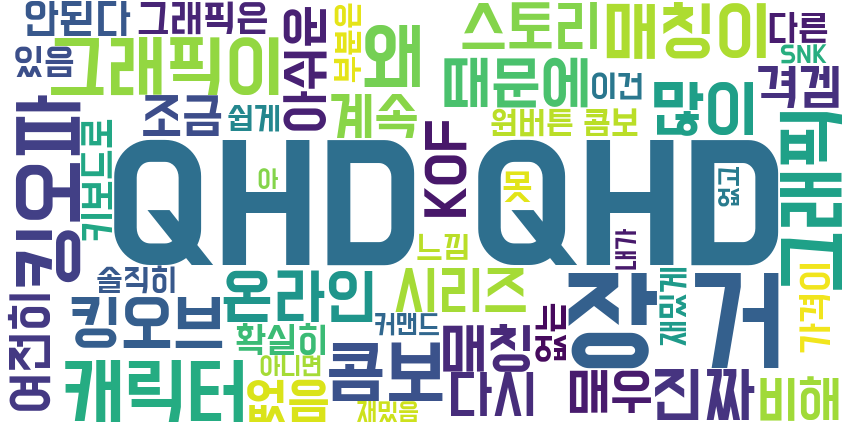 안된다
그래픽은
스토리
매칭이
다른
있음
그래픽이
아쉬운
부분은
왜
때문에
이건
SNK
격겜
조금
쉽게
계속
원버튼 콤보
많이
킹오파
키보드로
QHD QHD
아
KOF
못
없고
그래픽
느낌
내가
여전히
솔직히
온라인
시리즈
장
거
재밌게
가격이
킹오브
확실히
커맨드
매칭
없는
캐릭터
아니면
없음
콤보
재밌음
다시
매우
진짜
비해